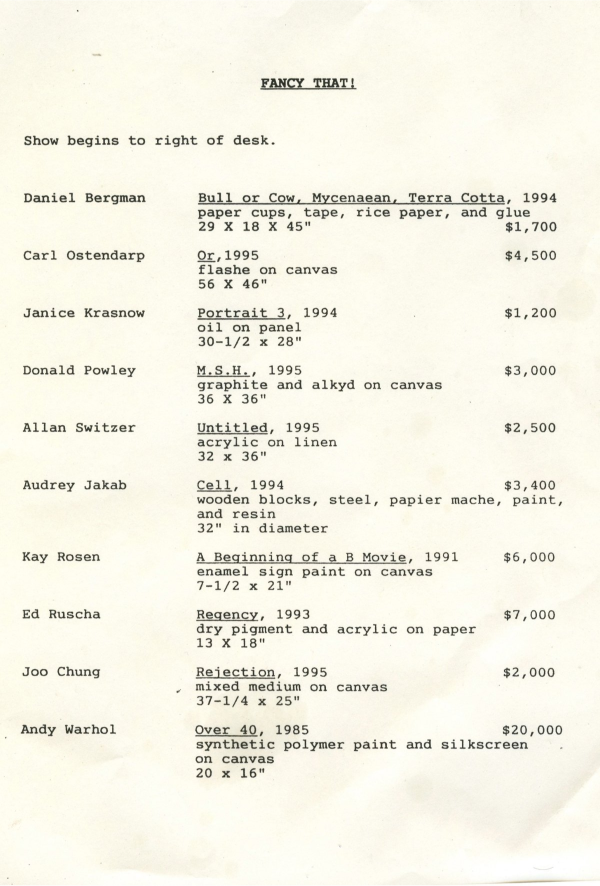 FANCY THAT!
Show begins to right of desk.
Daniel Bergman Bull or Cow, Mycenaean, Terra Cotta, 1994
paper cups, tape, rice paper, and glue
29 X 18 X 45" $1,700
Carl Ostendarp Or,1995 $4,500
flashe on canvas
56 X 46"
Janice Krasnow Portrait 3, 1994 $1,200
oil on panel
30-1/2 x 28"
Donald Powley M.S.H., 1995 $3,000
graphite and alkyd on canvas
36 X 36"
Allan Switzer Untitled, 1995 $2,500
acrylic on linen
32 x 36"
Audrey Jakab Cell, 1994 $3,400
wooden blocks, steel, papier mache, paint,
and resin
32" in diameter
Kay Rosen A Beginning of a B Movie, 1991 $6,000
enamel sign paint on canvas
7-1/2 x 21"
Ed Ruscha Regency, 1993 $7,000
dry pigment and acrylic on paper
13 X 18"
Joo Chung Rejection, 1995 $2,000
mixed medium on canvas
37-1/4 x 25"
Andy Warhol Over 40, 1985 $20,000
synthetic polymer paint and silkscreen
on canvas
20 x 16"